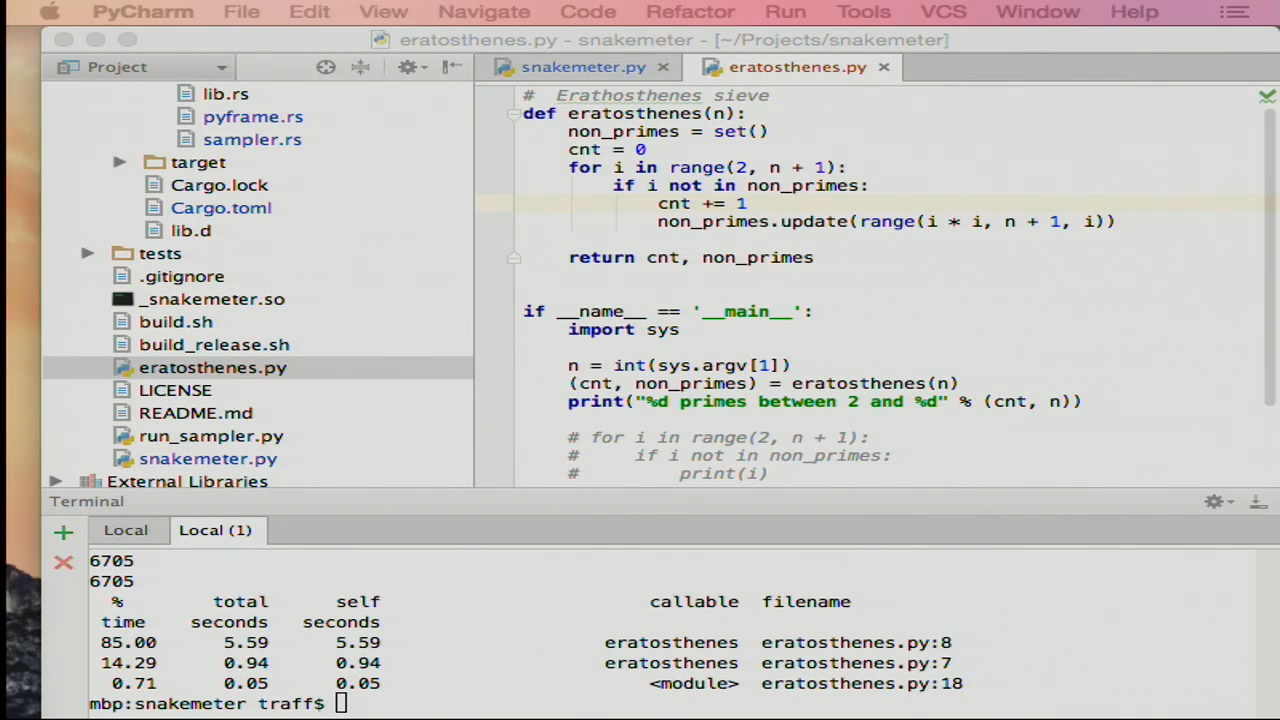 PyCharm File Edit View Navigate Code Refactor Run Tools VCS Window Help
eratosthenes.py - snakemeter - [~/Projects/snakemeter]
Project
snakemeter.py
eratosthenes.py
lib.rs
pyframe.rs
sampler.rs
target
Cargo.lock
Cargo.toml
lib.d
tests
.gitignore
_snakemeter.so
build.sh
build_release.sh
eratosthenes.py
LICENSE
README.md
run_sampler.py
snakemeter.py
External Libraries
# Erathosthenes sieve
def eratosthenes(n):
non_primes = set()
cnt = 0
for i in range(2, n + 1):
if i not in non_primes:
cnt += 1
non_primes.update(range(i * i, n + 1, i))
return cnt, non_primes
if __name__ == '__main__':
import sys
n = int(sys.argv[1])
(cnt, non_primes) = eratosthenes(n)
print("%d primes between 2 and %d" % (cnt, n))
# for i in range(2, n + 1):
# if i not in non_primes:
# print(i)
Terminal
Local Local (1)
6705
6705
% total self callable filename
time seconds seconds
85.00 5.59 5.59 eratosthenes eratosthenes.py:8
14.29 0.94 0.94 eratosthenes eratosthenes.py:7
0.71 0.05 0.05 <module> eratosthenes.py:18
mbp:snakemeter traff$